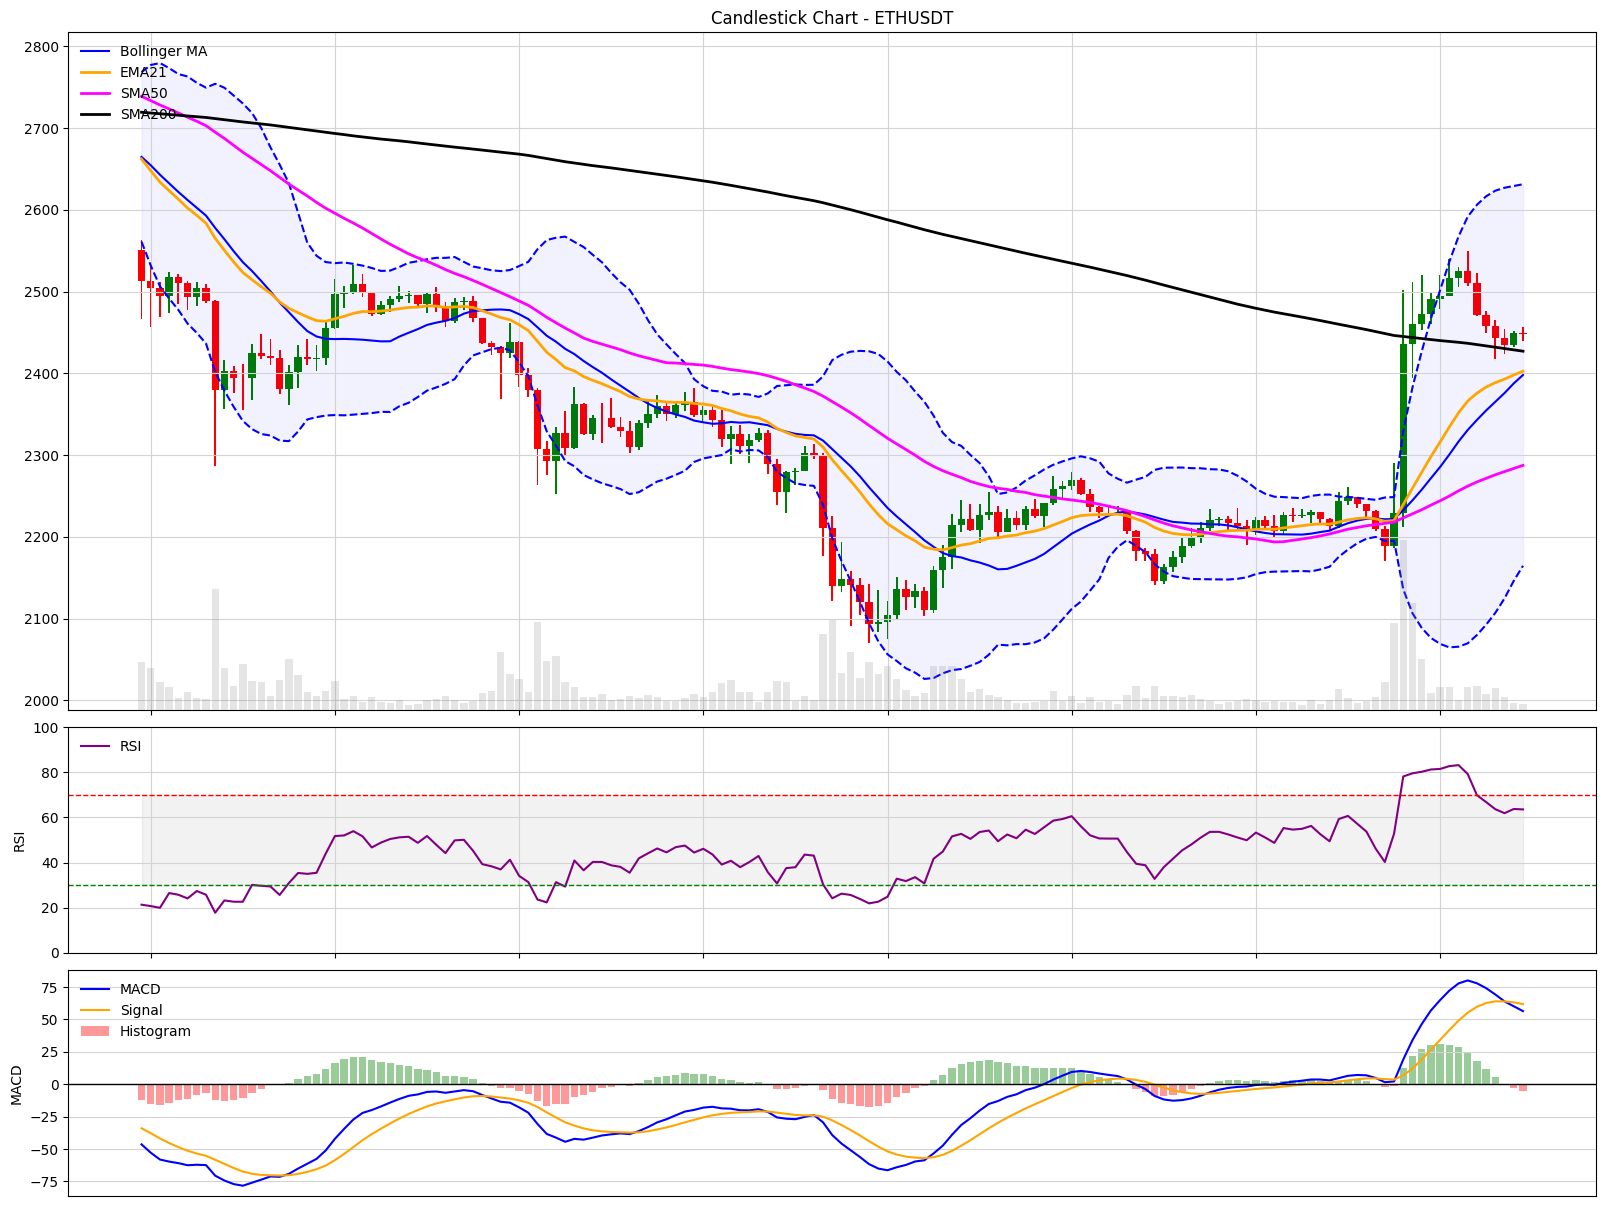 Candlestick Chart - ETHUSDT
Bollinger MA
EMA21
SMA50
SMA200
2800
2700
2600
2500
2400
2300
2200
2100
2000
RSI
100
80
60
40
20
0
RSI
MACD
Signal
Histogram
75
50
25
0
−25
−50
−75
MACD